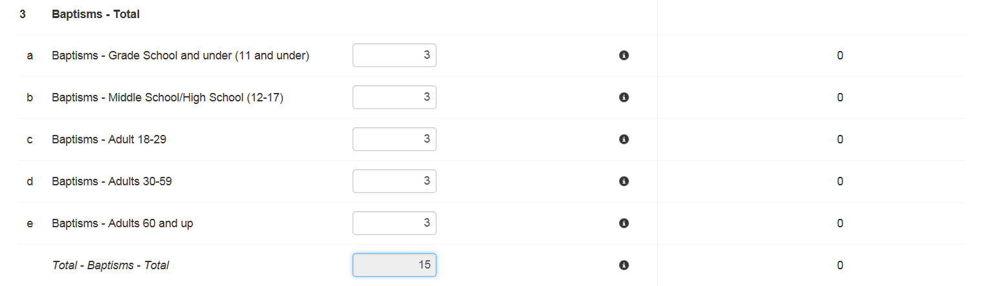 3 Baptisms - Total
a Baptisms - Grade School and under (11 and under) 3 0
b Baptisms - Middle School/High School (12-17) 3 0
c Baptisms - Adult 18-29 3 0
d Baptisms - Adults 30-59 3 0
e Baptisms - Adults 60 and up 3 0
Total - Baptisms - Total 15 0